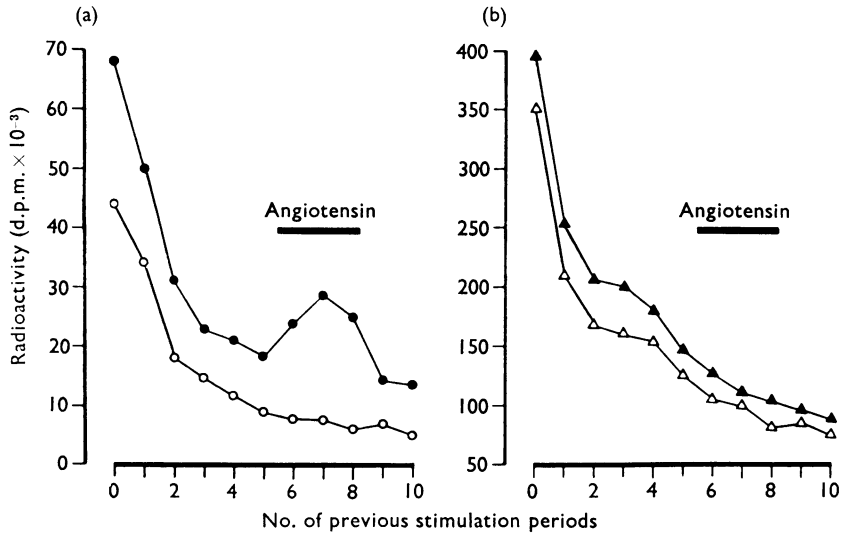 (a)
(b)
Radioactivity (d.p.m. × 10⁻³)
70
60
50
40
30
20
10
0
Angiotensin
0 2 4 6 8 10
400
350
300
250
200
150
100
50
Angiotensin
0 2 4 6 8 10
No. of previous stimulation periods